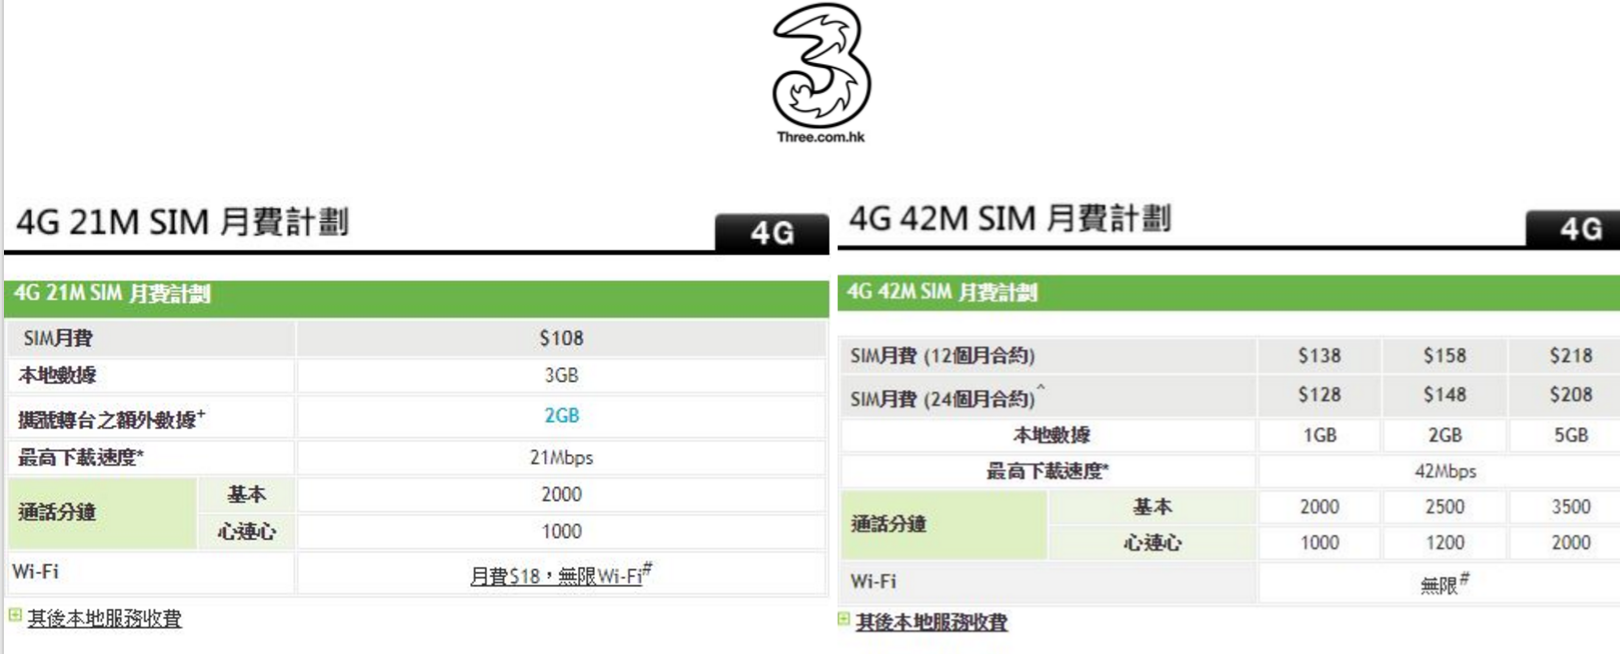 Three.com.hk
4G 21M SIM 月費計劃
4G
4G 21M SIM 月費計劃
SIM月費 $108
本地數據 3GB
攜號轉台之額外數據+ 2GB
最高下載速度* 21Mbps
通話分鐘 基本 2000
心連心 1000
Wi-Fi 月費$18，無限Wi-Fi#
其後本地服務收費
4G 42M SIM 月費計劃
4G
4G 42M SIM 月費計劃
SIM月費 (12個月合約) $138 $158 $218
SIM月費 (24個月合約)^ $128 $148 $208
本地數據 1GB 2GB 5GB
最高下載速度* 42Mbps
通話分鐘 基本 2000 2500 3500
心連心 1000 1200 2000
Wi-Fi 無限#
其後本地服務收費